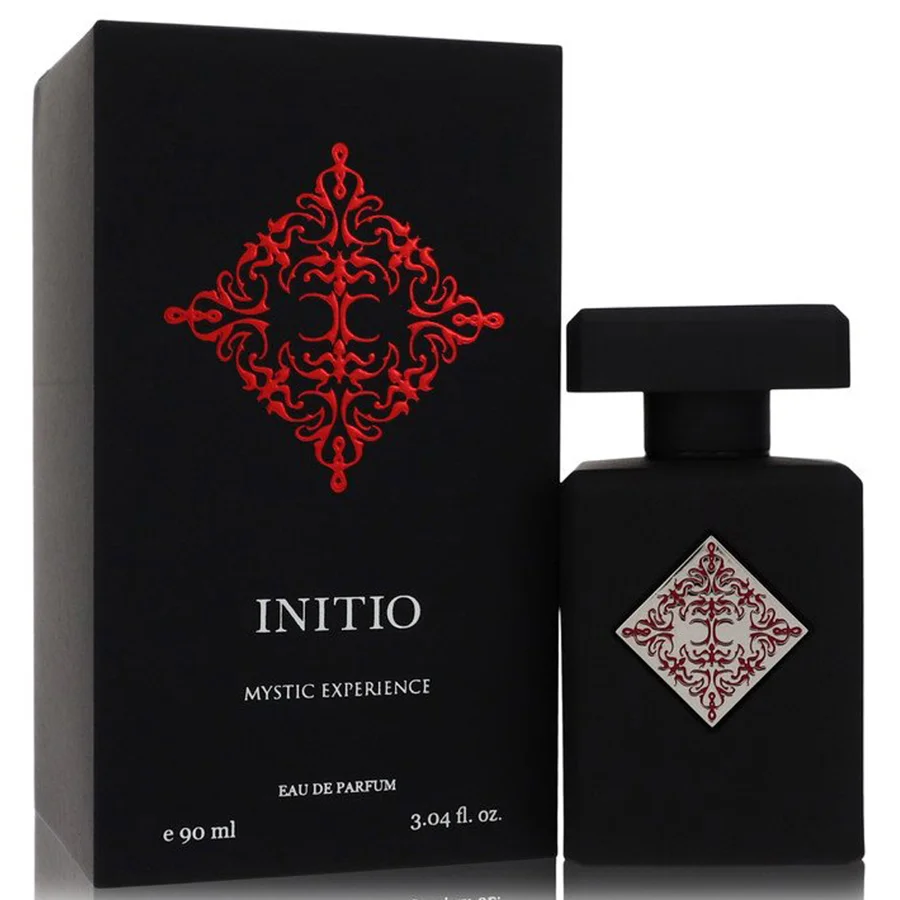 INITIO
MYSTIC EXPERIENCE
EAU DE PARFUM
e 90 ml
3.04 fl. oz.